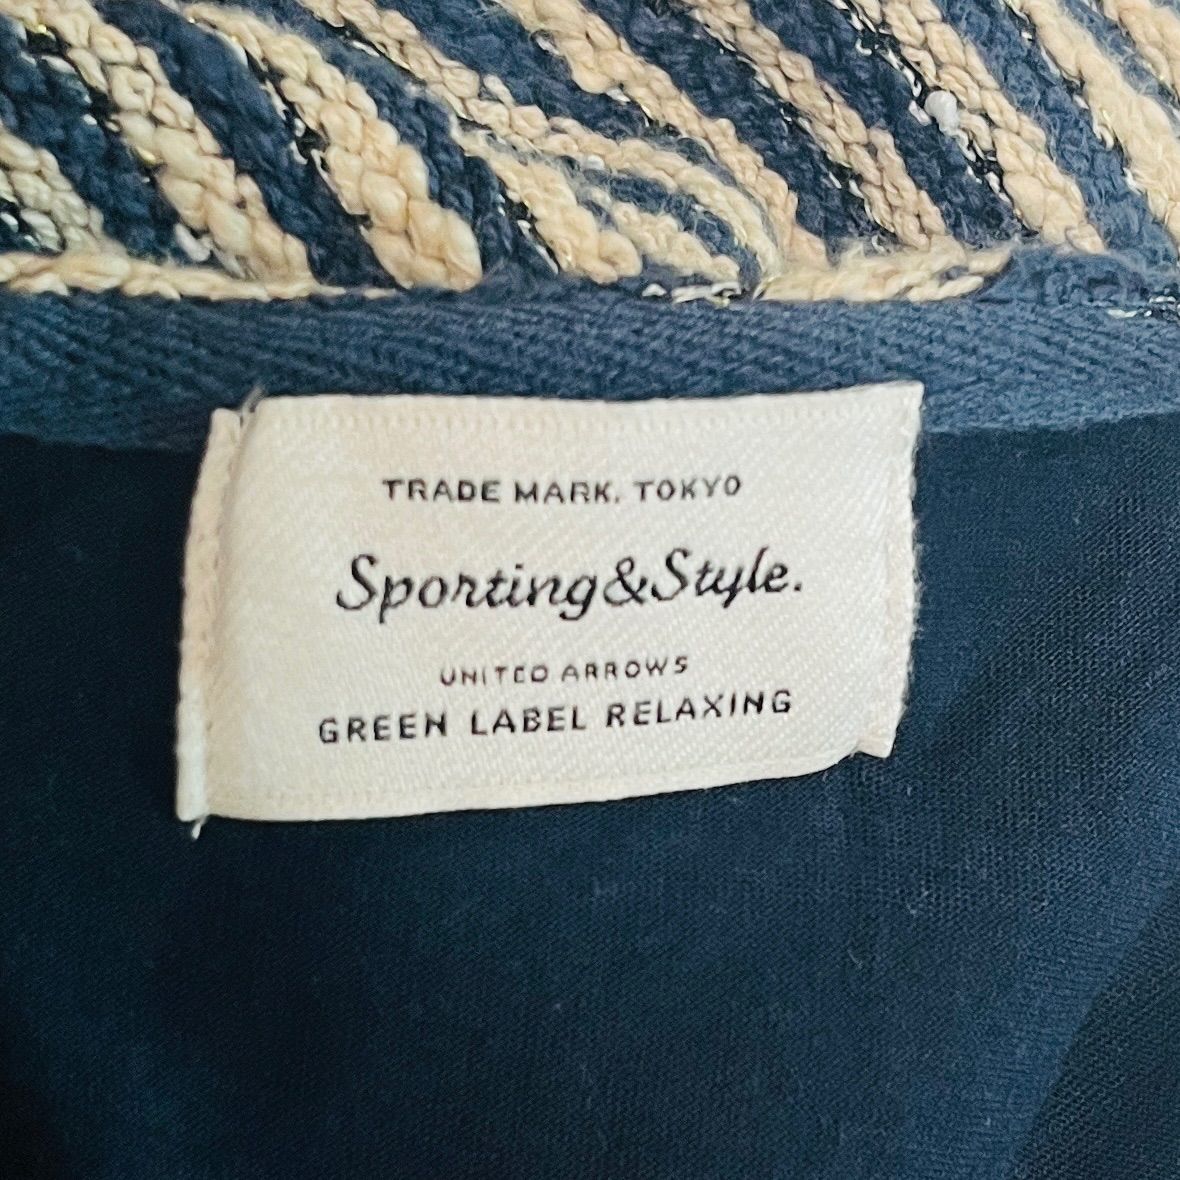 TRADE MARK. TOKYO
Sporting&Style.
UNITED ARROWS
GREEN LABEL RELAXING